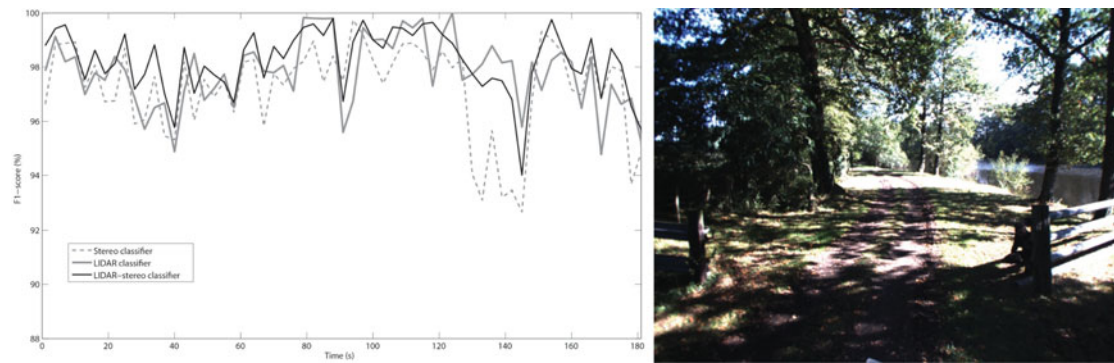 100
98
96
94
92
90
88
F1-score (%)
Stereo classifier
LIDAR classifier
LIDAR-stereo classifier
0 20 40 60 80 100 120 140 160 180
Time (s)